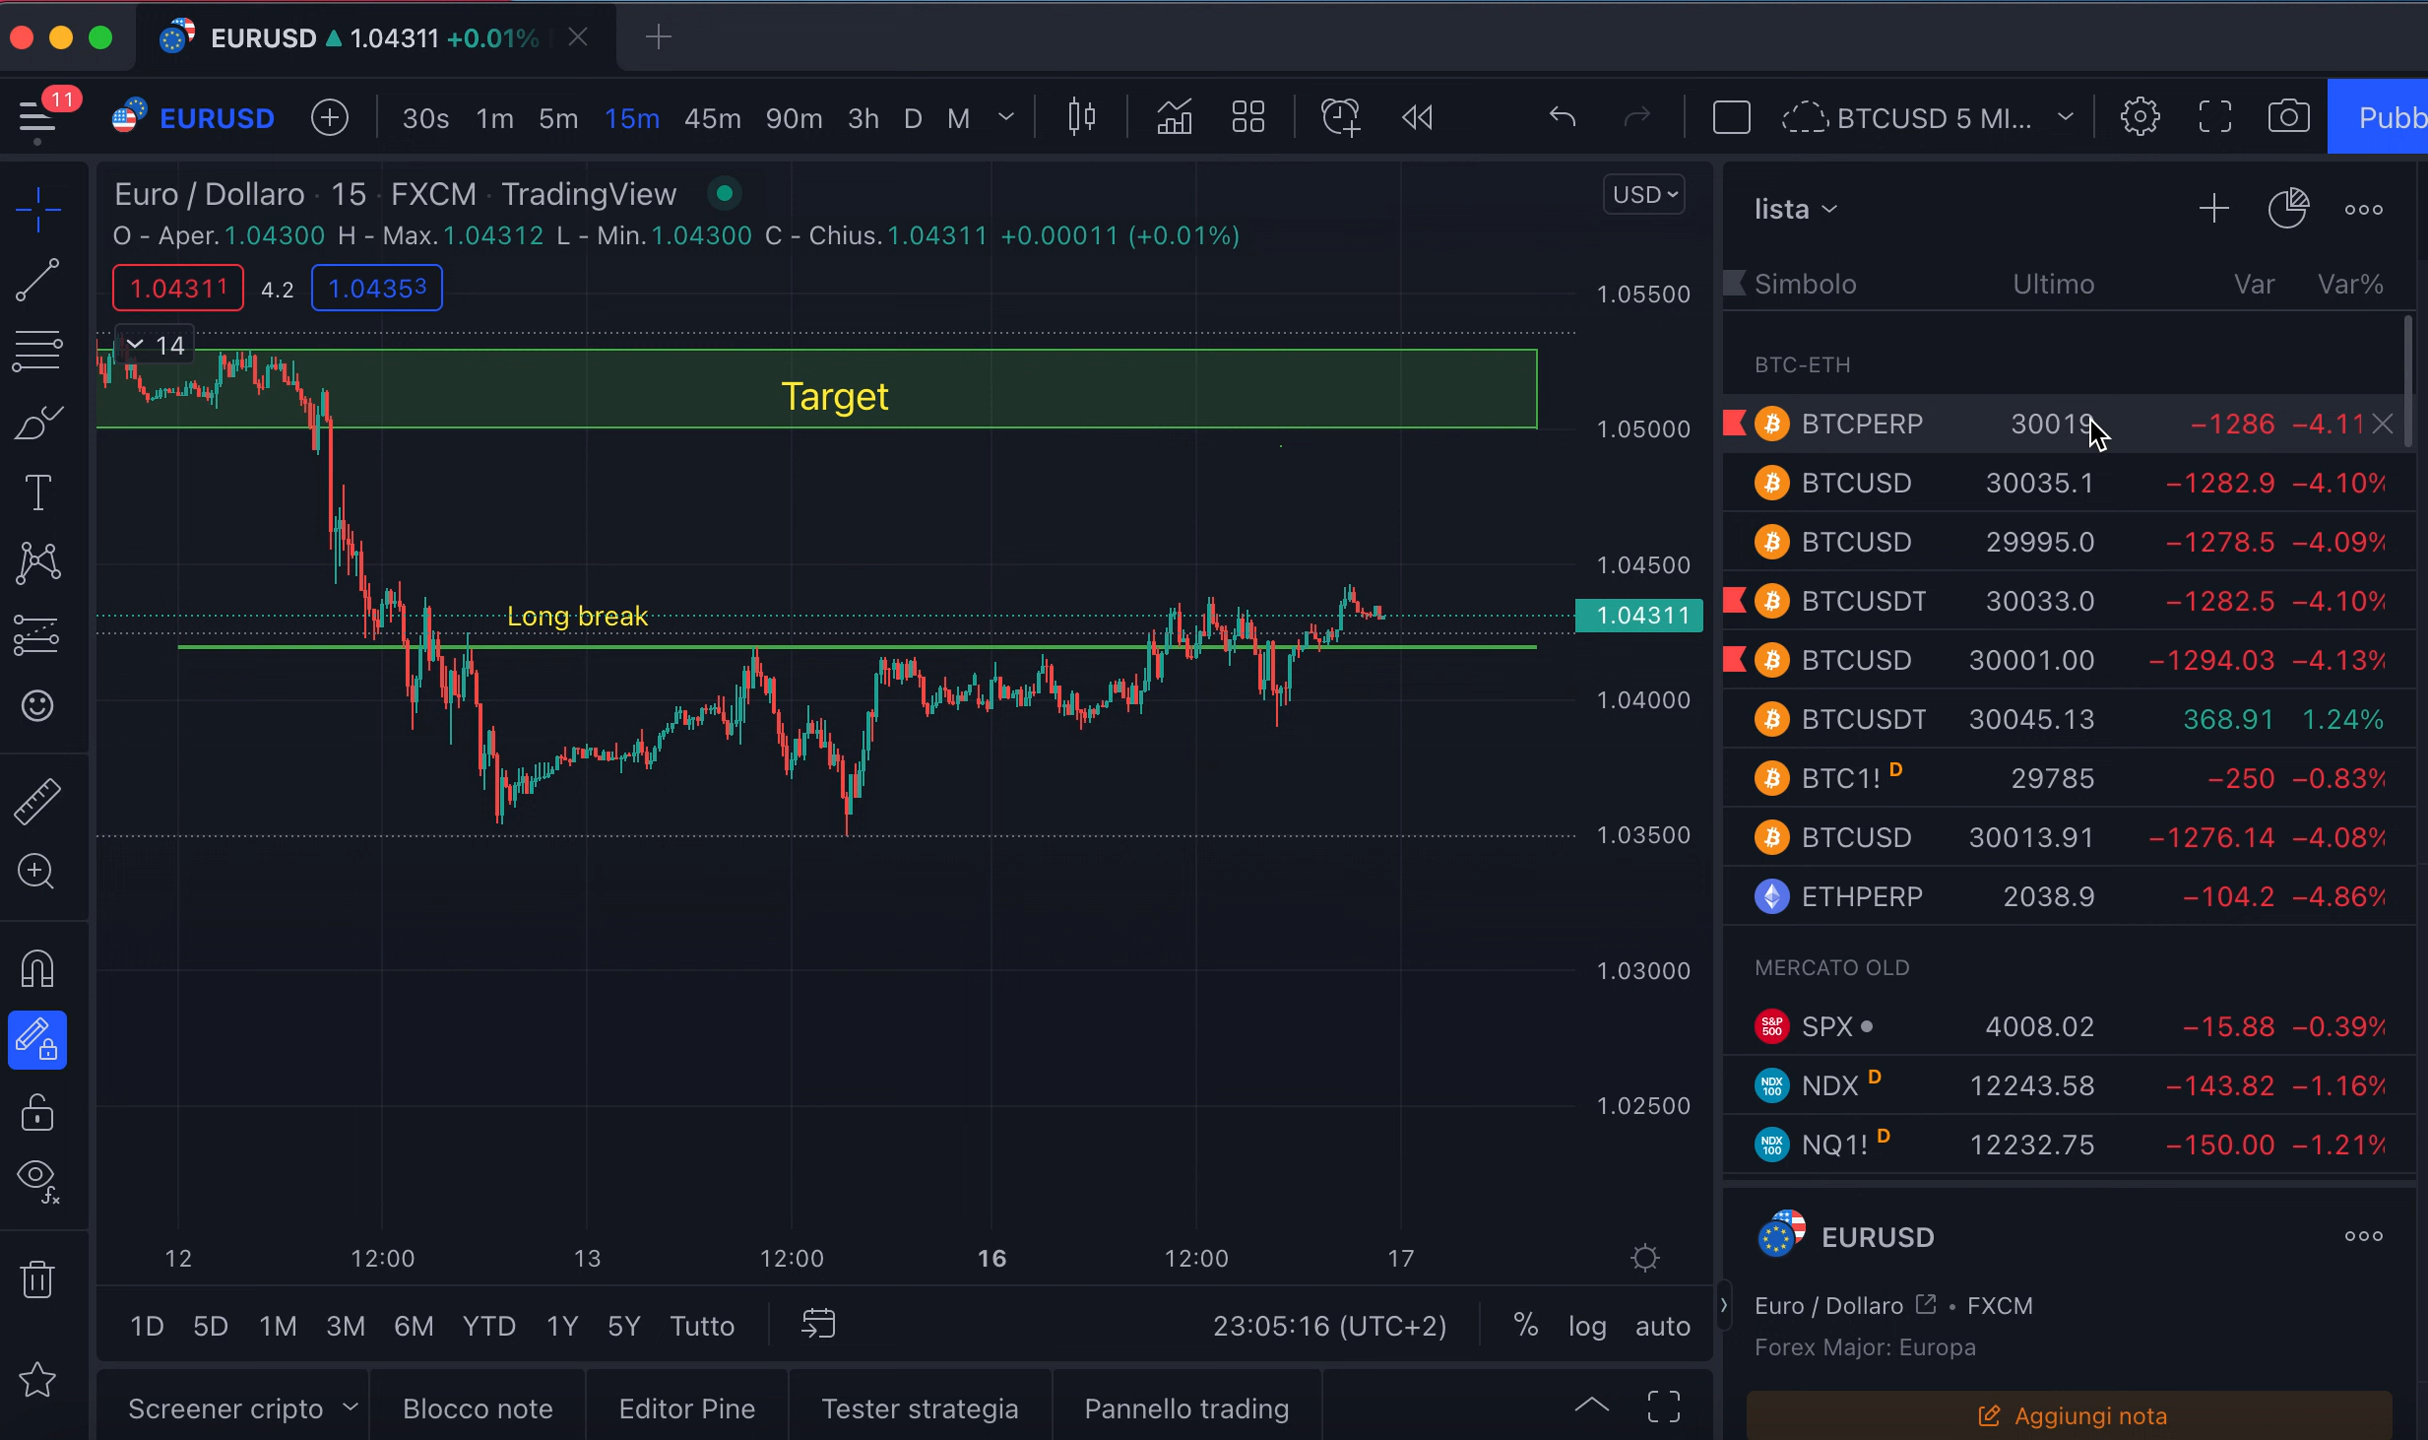 EURUSD ▲ 1.04311 +0.01%
11
EURUSD 30s 1m 5m 15m 45m 90m 3h D M BTCUSD 5 MI... Pubb
Euro / Dollaro · 15 · FXCM · TradingView
USD
O - Aper.1.04300 H - Max.1.04312 L - Min.1.04300 C - Chius.1.04311 +0.00011 (+0.01%)
1.04311 4.2 1.04353
14
Target
Long break
1.05500
1.05000
1.04500
1.04311
1.04000
1.03500
1.03000
1.02500
12 12:00 13 12:00 16 12:00 17
1D 5D 1M 3M 6M YTD 1Y 5Y Tutto 23:05:16 (UTC+2) % log auto
Screener cripto Blocco note Editor Pine Tester strategia Pannello trading
lista
Simbolo Ultimo Var Var%
BTC-ETH
BTCPERP 30019 −1286 −4.11
BTCUSD 30035.1 −1282.9 −4.10%
BTCUSD 29995.0 −1278.5 −4.09%
BTCUSDT 30033.0 −1282.5 −4.10%
BTCUSD 30001.00 −1294.03 −4.13%
BTCUSDT 30045.13 368.91 1.24%
BTC1! D 29785 −250 −0.83%
BTCUSD 30013.91 −1276.14 −4.08%
ETHPERP 2038.9 −104.2 −4.86%
MERCATO OLD
S&P 500 SPX 4008.02 −15.88 −0.39%
NDX 100 NDX D 12243.58 −143.82 −1.16%
NDX 100 NQ1! D 12232.75 −150.00 −1.21%
EURUSD
Euro / Dollaro • FXCM
Forex Major: Europa
Aggiungi nota